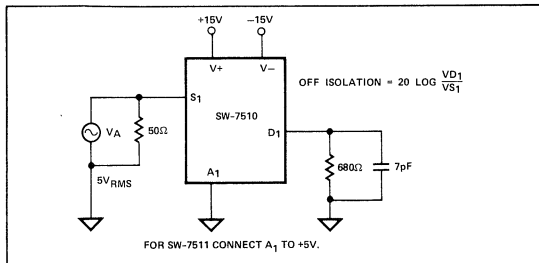 +15V
-15V
V+
V−
OFF ISOLATION = 20 LOG VD1/VS1
S1
SW-7510
VA
50Ω
D1
680Ω
7pF
5VRMS
A1
FOR SW-7511 CONNECT A1 TO +5V.